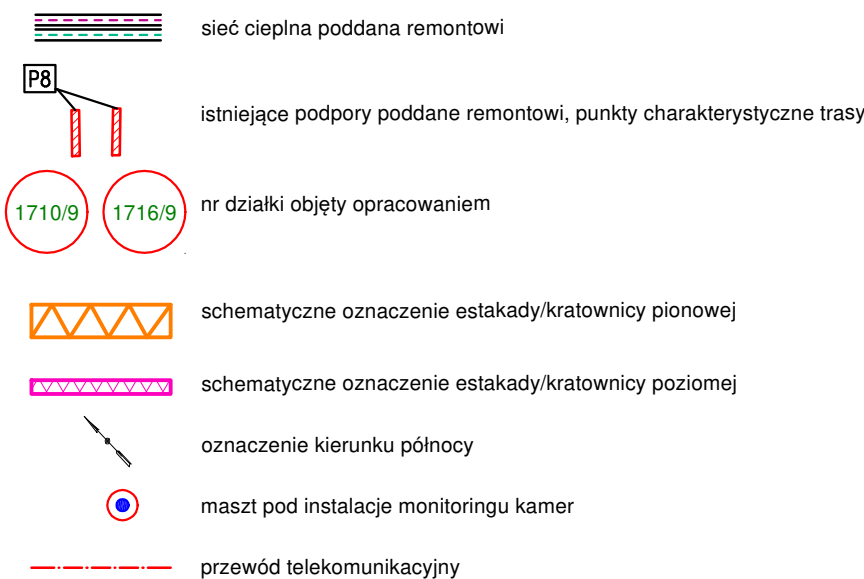 sieć cieplna poddana remontowi
P8
istniejące podpory poddane remontowi, punkty charakterystyczne trasy
1710/9 1716/9 nr działki objęty opracowaniem
schematyczne oznaczenie estakady/kratownicy pionowej
schematyczne oznaczenie estakady/kratownicy poziomej
oznaczenie kierunku północy
maszt pod instalacje monitoringu kamer
przewód telekomunikacyjny